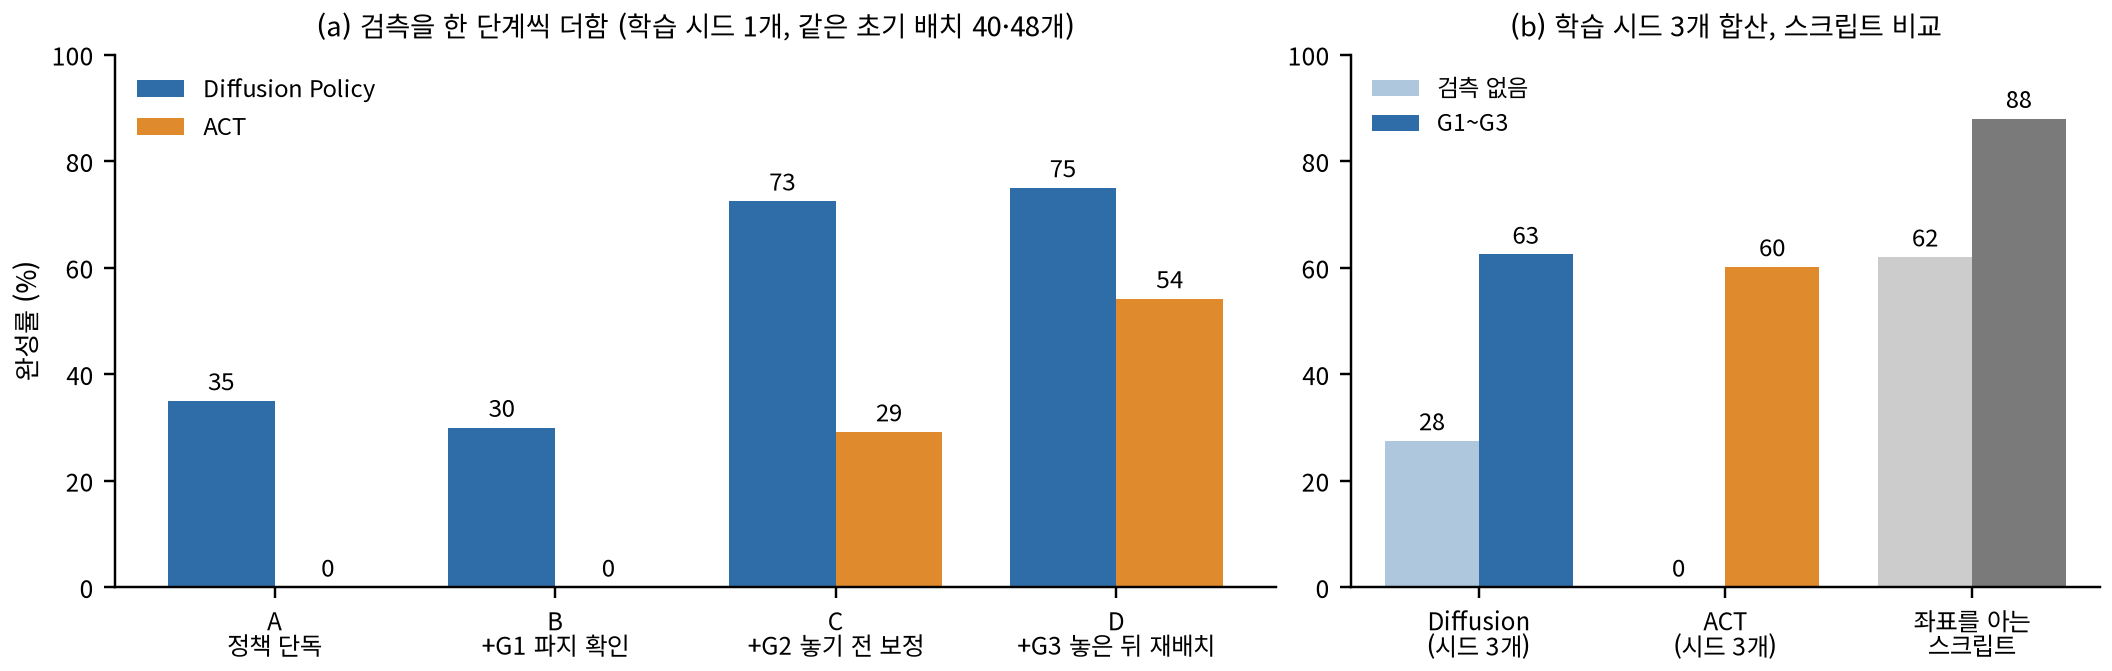 (a) 검측을 한 단계씩 더함 (학습 시드 1개, 같은 초기 배치 40·48개)
완성률 (%)
100
80
60
40
20
0
Diffusion Policy
ACT
35
0
30
0
73
29
75
54
A
정책 단독
B
+G1 파지 확인
C
+G2 놓기 전 보정
D
+G3 놓은 뒤 재배치
(b) 학습 시드 3개 합산, 스크립트 비교
100
80
60
40
20
0
검측 없음
G1~G3
28
63
0
60
62
88
Diffusion
(시드 3개)
ACT
(시드 3개)
좌표를 아는
스크립트